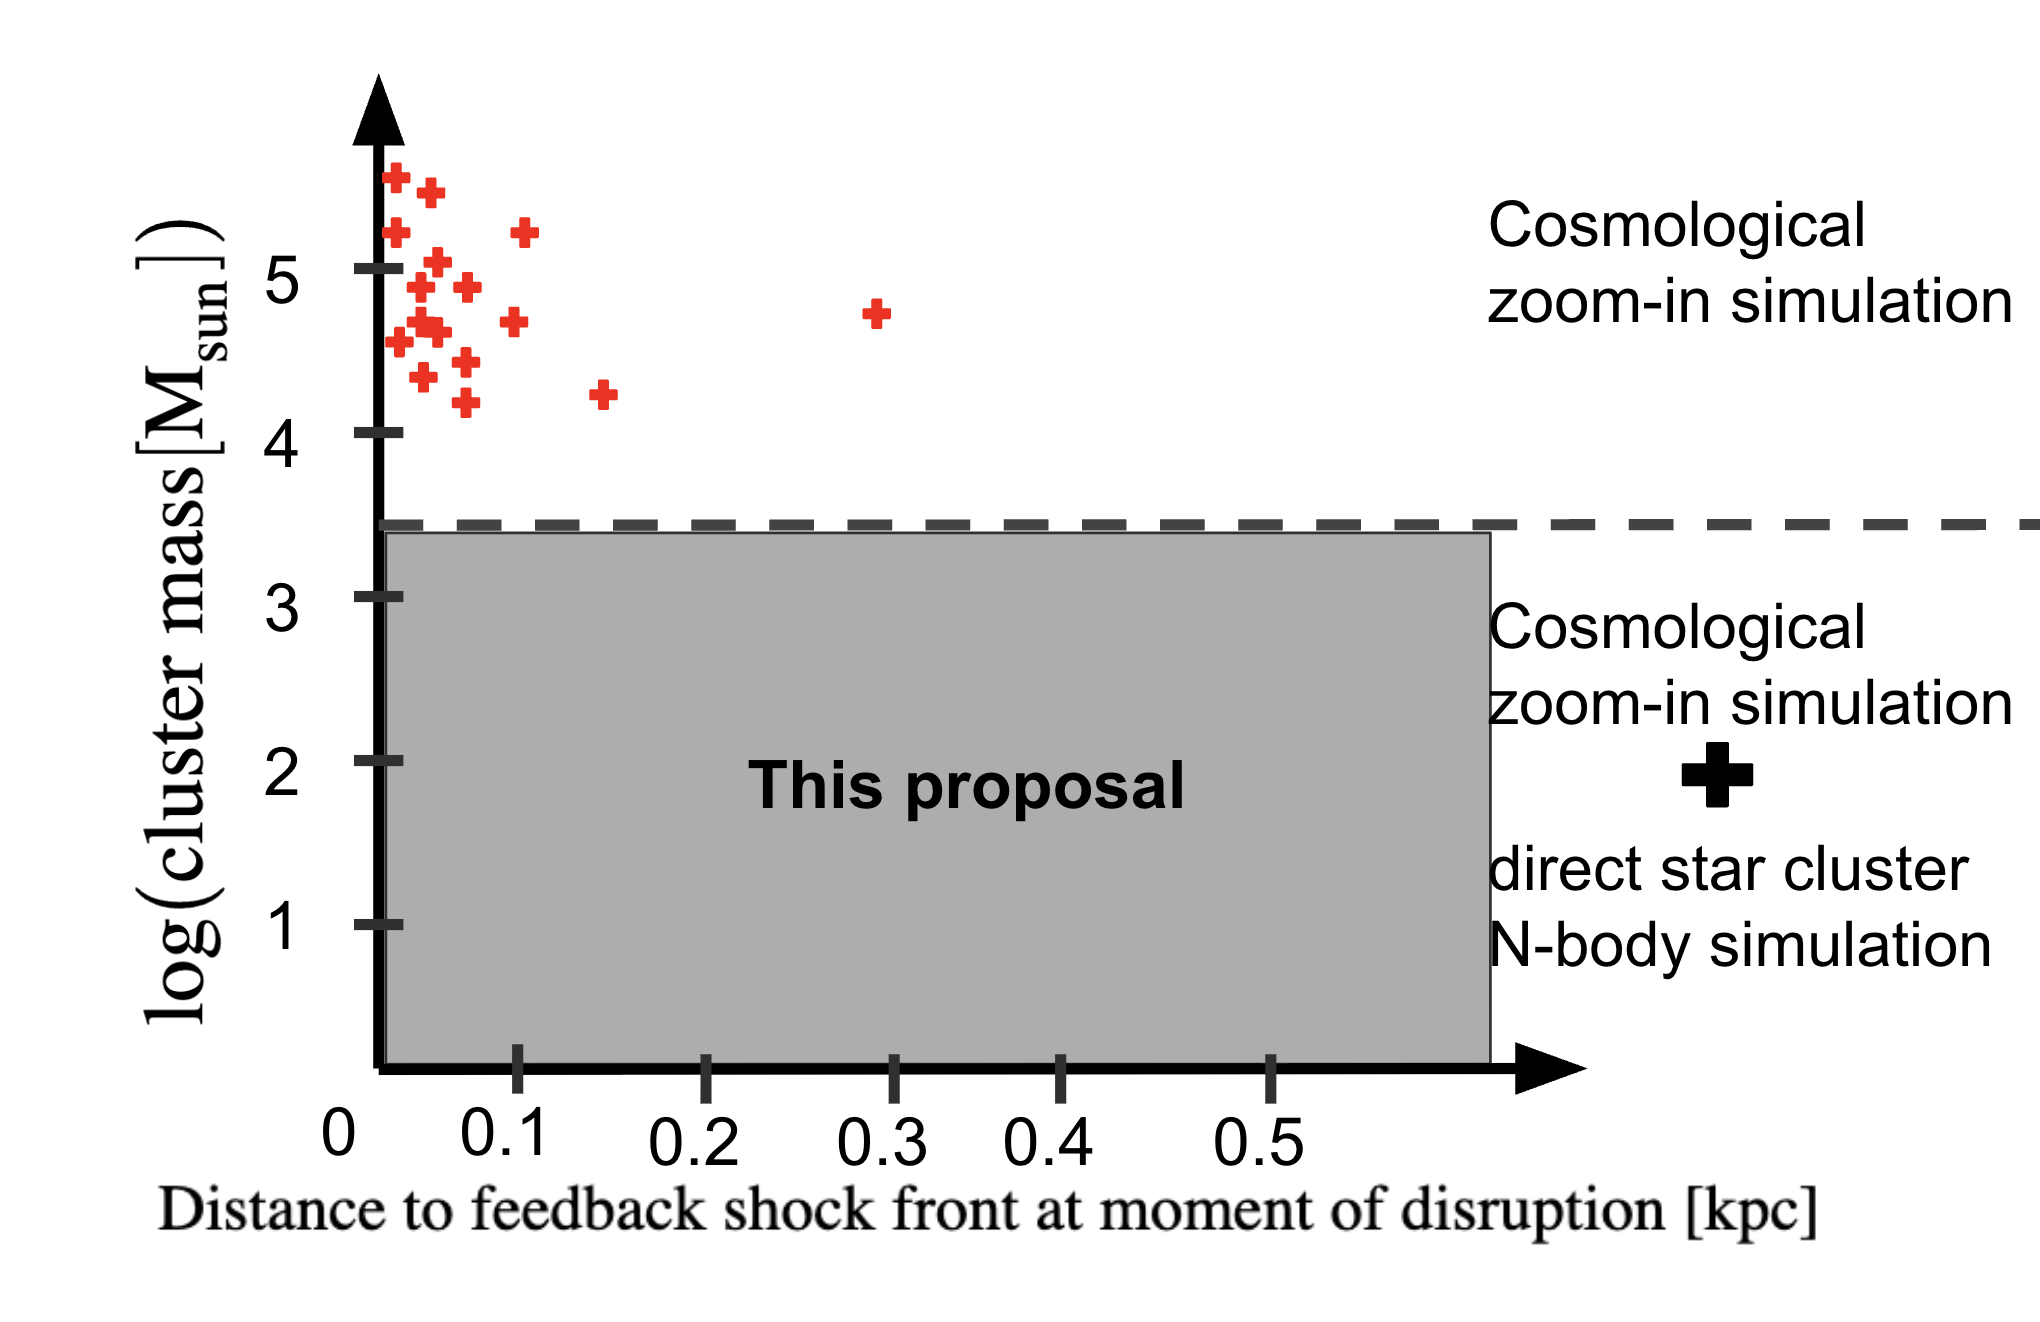 log(cluster mass[M_sun])
5
4
3
2
1
0
0.1
0.2
0.3
0.4
0.5
Distance to feedback shock front at moment of disruption [kpc]
This proposal
Cosmological
zoom-in simulation
Cosmological
zoom-in simulation
direct star cluster
N-body simulation